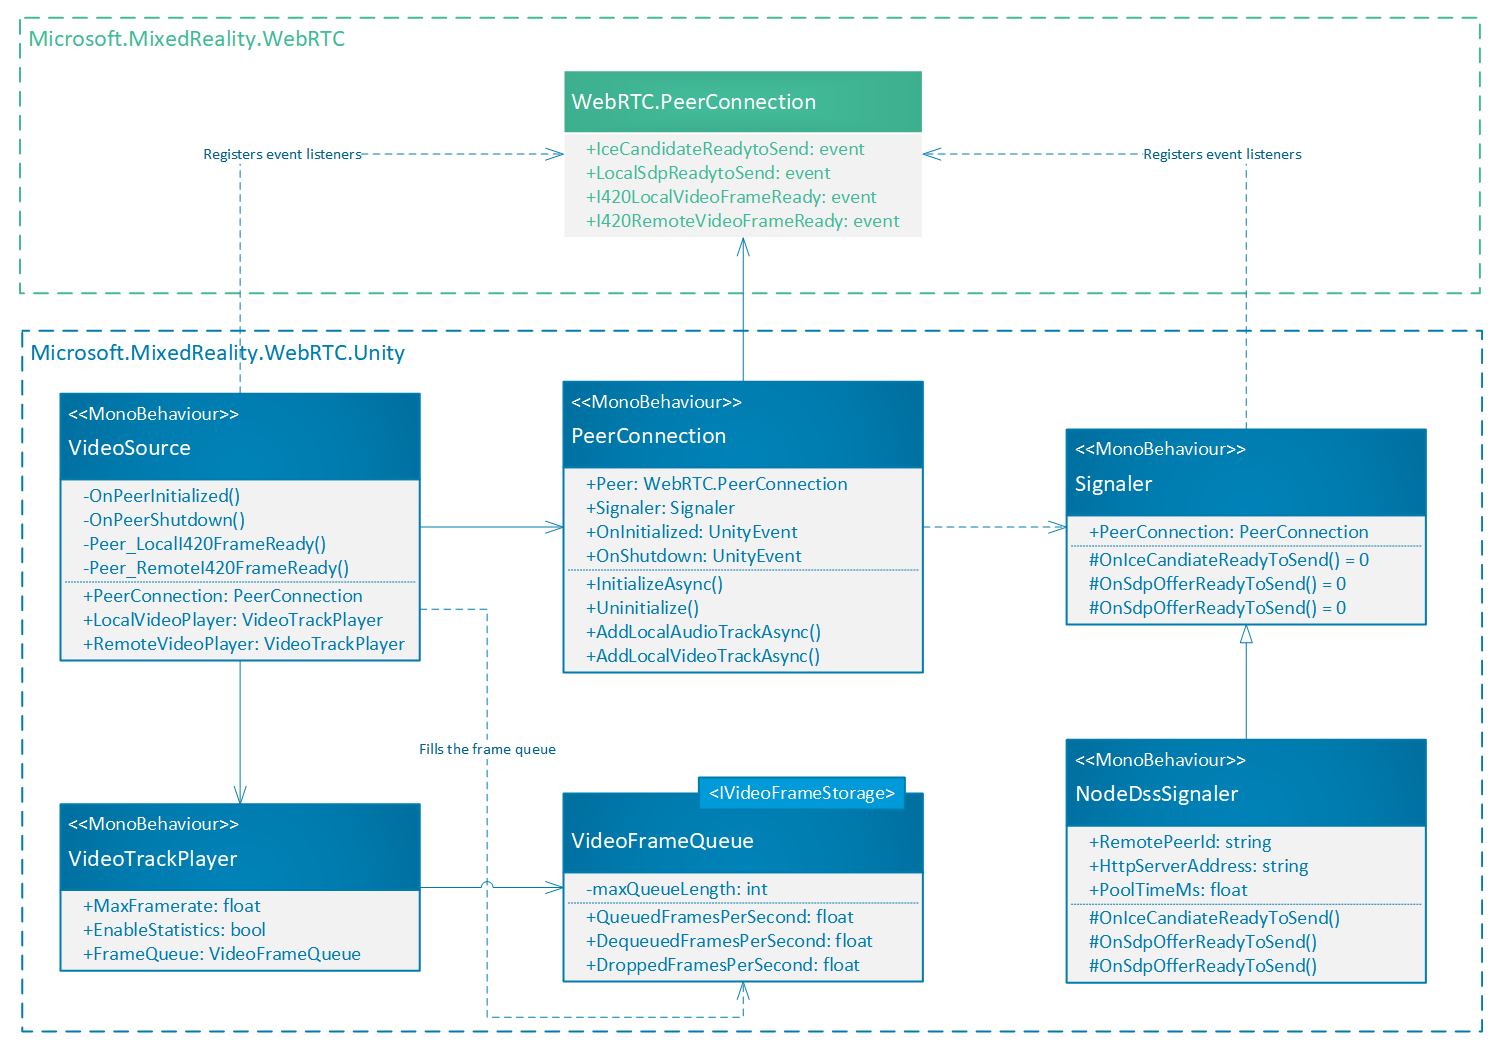 Microsoft.MixedReality.WebRTC
WebRTC.PeerConnection
+IceCandidateReadytoSend: event
+LocalSdpReadytoSend: event
+I420LocalVideoFrameReady: event
+I420RemoteVideoFrameReady: event
Registers event listeners
Registers event listeners
Microsoft.MixedReality.WebRTC.Unity
<<MonoBehaviour>>
VideoSource
-OnPeerInitialized()
-OnPeerShutdown()
-Peer_LocalI420FrameReady()
-Peer_RemoteI420FrameReady()
+PeerConnection: PeerConnection
+LocalVideoPlayer: VideoTrackPlayer
+RemoteVideoPlayer: VideoTrackPlayer
<<MonoBehaviour>>
PeerConnection
+Peer: WebRTC.PeerConnection
+Signaler: Signaler
+OnInitialized: UnityEvent
+OnShutdown: UnityEvent
+InitializeAsync()
+Uninitialize()
+AddLocalAudioTrackAsync()
+AddLocalVideoTrackAsync()
<<MonoBehaviour>>
Signaler
+PeerConnection: PeerConnection
#OnIceCandiateReadyToSend() = 0
#OnSdpOfferReadyToSend() = 0
#OnSdpOfferReadyToSend() = 0
Fills the frame queue
<<MonoBehaviour>>
VideoTrackPlayer
+MaxFramerate: float
+EnableStatistics: bool
+FrameQueue: VideoFrameQueue
<IVideoFrameStorage>
VideoFrameQueue
-maxQueueLength: int
+QueuedFramesPerSecond: float
+DequeuedFramesPerSecond: float
+DroppedFramesPerSecond: float
<<MonoBehaviour>>
NodeDssSignaler
+RemotePeerId: string
+HttpServerAddress: string
+PoolTimeMs: float
#OnIceCandiateReadyToSend()
#OnSdpOfferReadyToSend()
#OnSdpOfferReadyToSend()